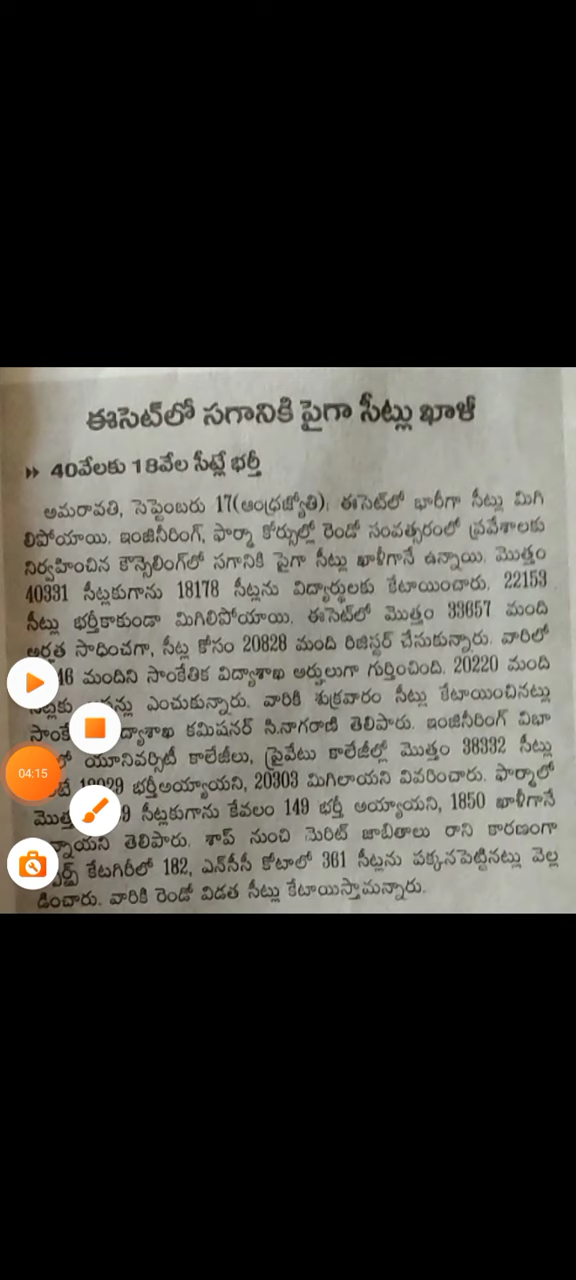 ఈసెట్‌లో సగానికి పైగా సీట్లు ఖాళీ
›› 40వేలకు 18వేల సీట్లే భర్తీ
అమరావతి, సెప్టెంబరు 17(ఆంధ్రజ్యోతి): ఈసెట్‌లో భారీగా సీట్లు మిగి
లిపోయాయి. ఇంజినీరింగ్, ఫార్మా కోర్సుల్లో రెండో సంవత్సరంలో ప్రవేశాలకు
నిర్వహించిన కౌన్సెలింగ్‌లో సగానికి పైగా సీట్లు ఖాళీగానే ఉన్నాయి. మొత్తం
40331 సీట్లకుగాను 18178 సీట్లను విద్యార్థులకు కేటాయించారు. 22153
సీట్లు భర్తీకాకుండా మిగిలిపోయాయి. ఈసెట్‌లో మొత్తం 33657 మంది
అర్హత సాధించగా, సీట్ల కోసం 20828 మంది రిజిస్టర్ చేసుకున్నారు. వారిలో
46 మందిని సాంకేతిక విద్యాశాఖ అర్హులుగా గుర్తించింది. 20220 మంది
ఎంచుకున్నారు. వారికి శుక్రవారం సీట్లు కేటాయించినట్లు
కమిషనర్ సి.నాగరాణి తెలిపారు. ఇంజినీరింగ్ విభా
యూనివర్సిటీ కాలేజీలు, ప్రైవేటు కాలేజీల్లో మొత్తం 38332 సీట్లు
భర్తీఅయ్యాయని, 20303 మిగిలాయని వివరించారు. ఫార్మాలో
సీట్లకుగాను కేవలం 149 భర్తీ అయ్యాయని, 1850 ఖాళీగానే
తెలిపారు. శాప్ నుంచి మెరిట్ జాబితాలు రాని కారణంగా
కేటగిరీలో 182, ఎన్‌సీసీ కోటాలో 361 సీట్లను పక్కనపెట్టినట్లు వెల్ల
డించారు. వారికి రెండో విడత సీట్లు కేటాయిస్తామన్నారు.
04:15